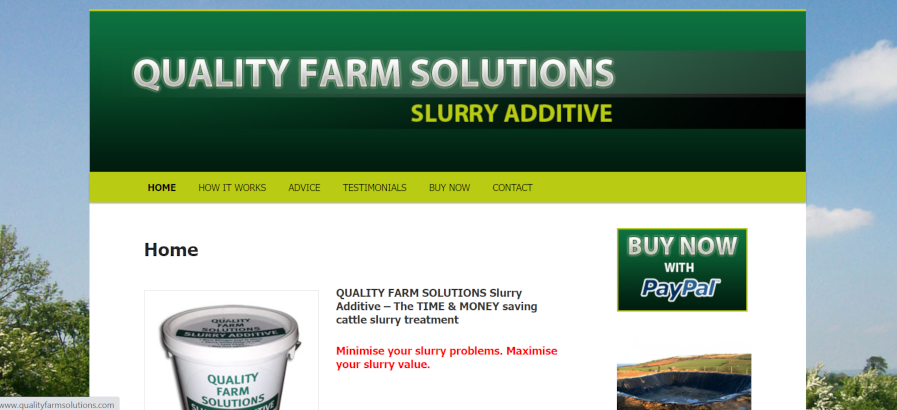 QUALITY FARM SOLUTIONS
SLURRY ADDITIVE
HOME HOW IT WORKS ADVICE TESTIMONIALS BUY NOW CONTACT
Home
QUALITY
FARM
SOLUTIONS
SLURRY ADDITIVE
QUALITY
FARM
SOLUTIONS
QUALITY FARM SOLUTIONS Slurry
Additive – The TIME & MONEY saving
cattle slurry treatment
Minimise your slurry problems. Maximise
your slurry value.
BUY NOW
WITH
PayPal
www.qualityfarmsolutions.com